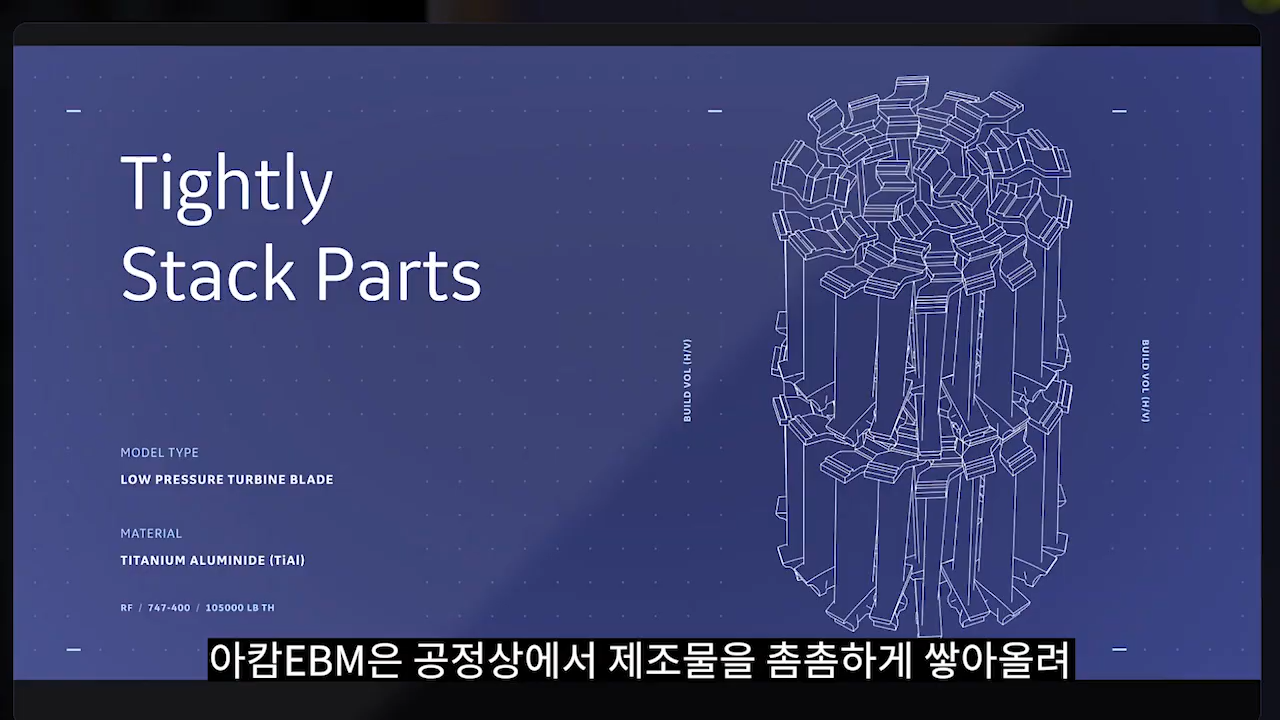 Tightly
Stack Parts
BUILD VOL (H/V)
BUILD VOL (H/V)
MODEL TYPE
LOW PRESSURE TURBINE BLADE
MATERIAL
TITANIUM ALUMINIDE (TiAl)
RF / 747-400 / 105000 LB TH
아캄EBM은 공정상에서 제조물을 촘촘하게 쌓아올려